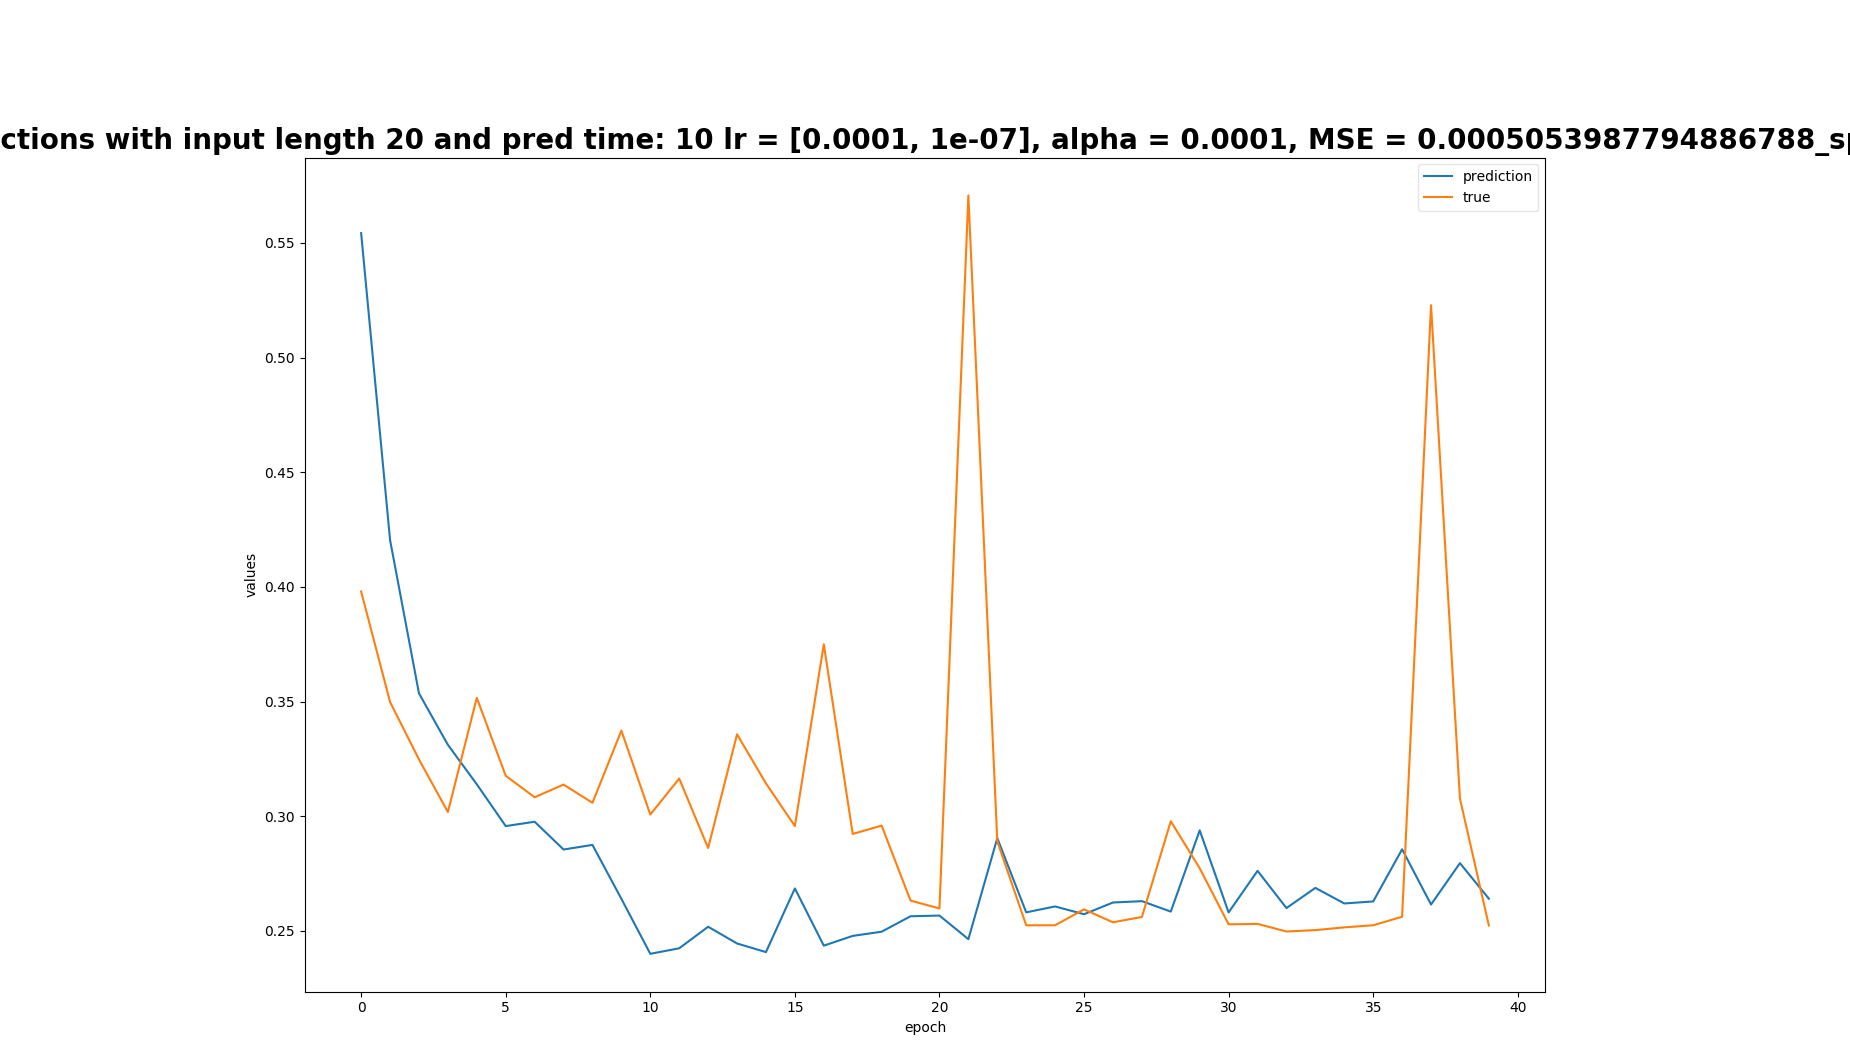 ctions with input length 20 and pred time: 10 lr = [0.0001, 1e-07], alpha = 0.0001, MSE = 0.0005053987794886788_sp
prediction
true
0.55
0.50
0.45
0.40
0.35
0.30
0.25
values
0 5 10 15 20 25 30 35 40
epoch